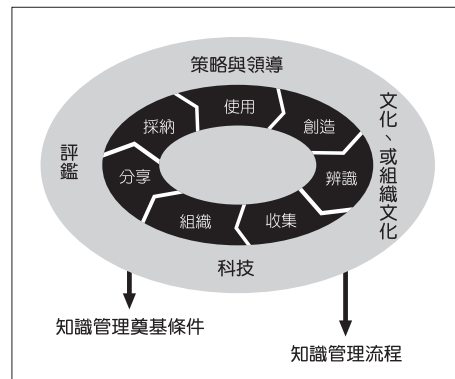 策略與領導
文化、或組織文化
科技
評鑑
使用
創造
辨識
收集
組織
分享
採納
知識管理奠基條件
知識管理流程